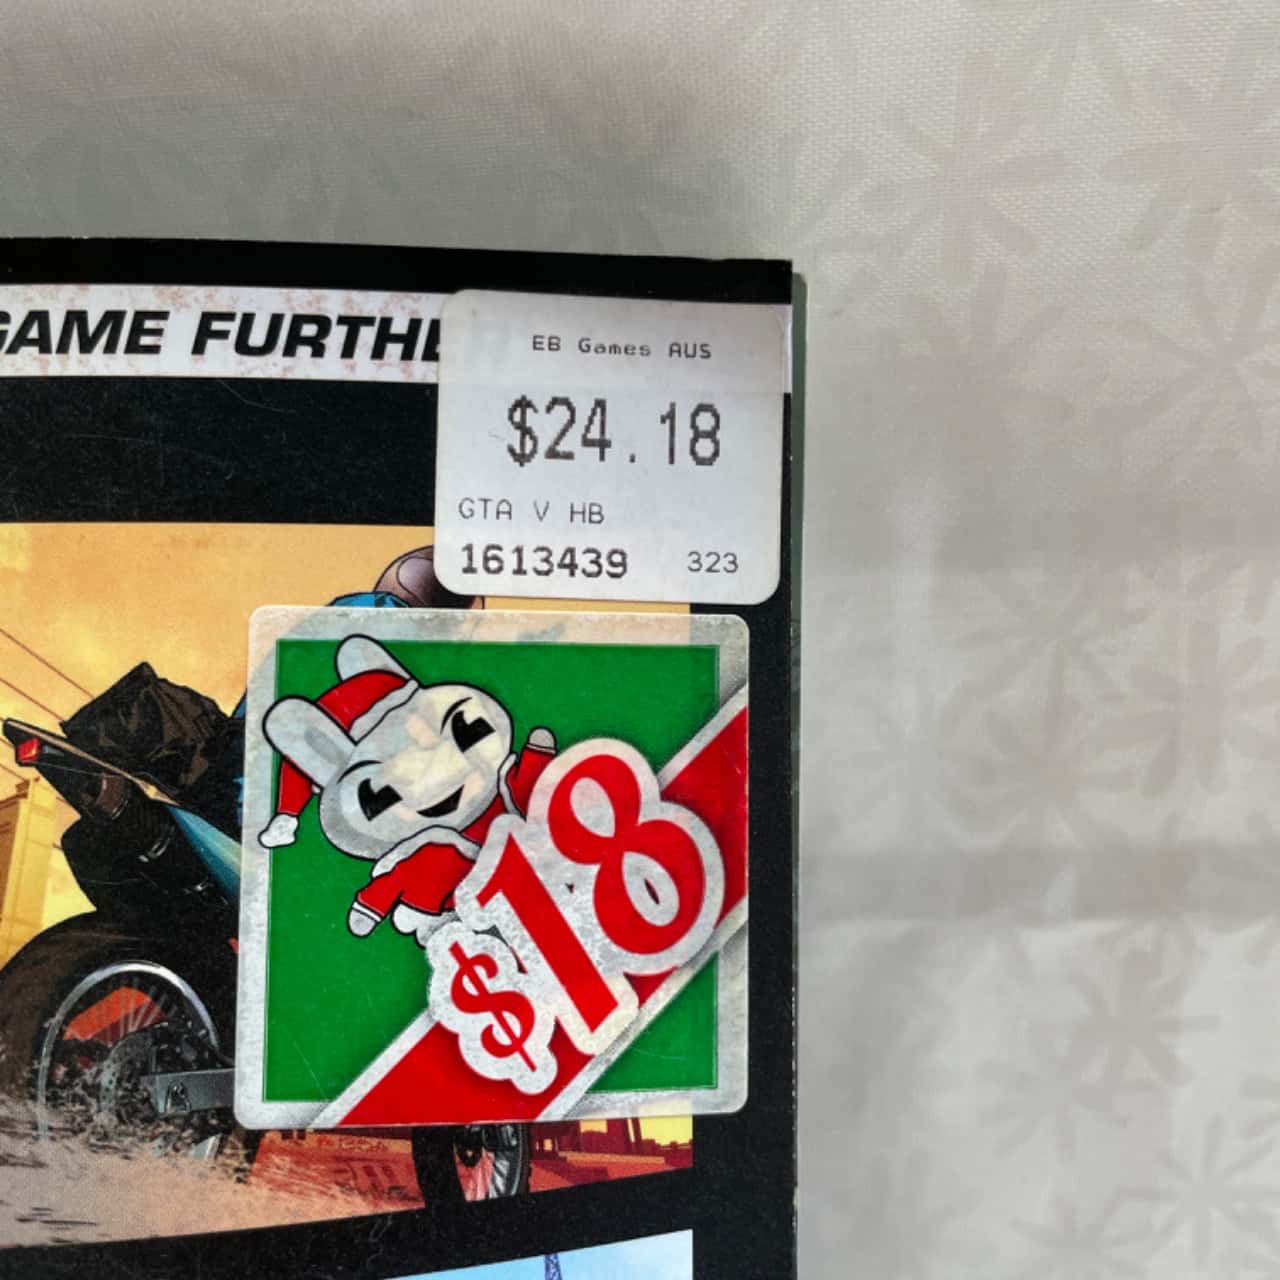 GAME FURTHE
EB Games AUS
$24.18
GTA V HB
1613439 323
$18